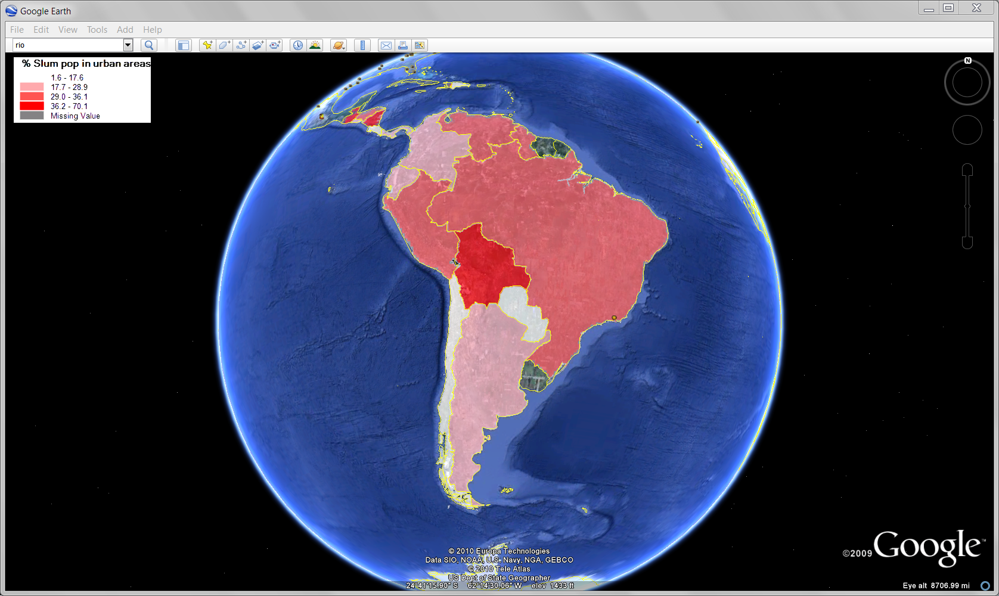 Google Earth
File Edit View Tools Add Help
rio
% Slum pop in urban areas
1.6 - 17.6
17.7 - 28.9
29.0 - 36.1
36.2 - 70.1
Missing Value
N
© 2010 Europa Technologies
Data SIO, NOAA, U.S. Navy, NGA, GEBCO
© 2010 Tele Atlas
US Dept of State Geographer
©2009 Google™
24°41'15.90" S 62°14'30.06" W elev 1433 ft
Eye alt 8706.99 mi